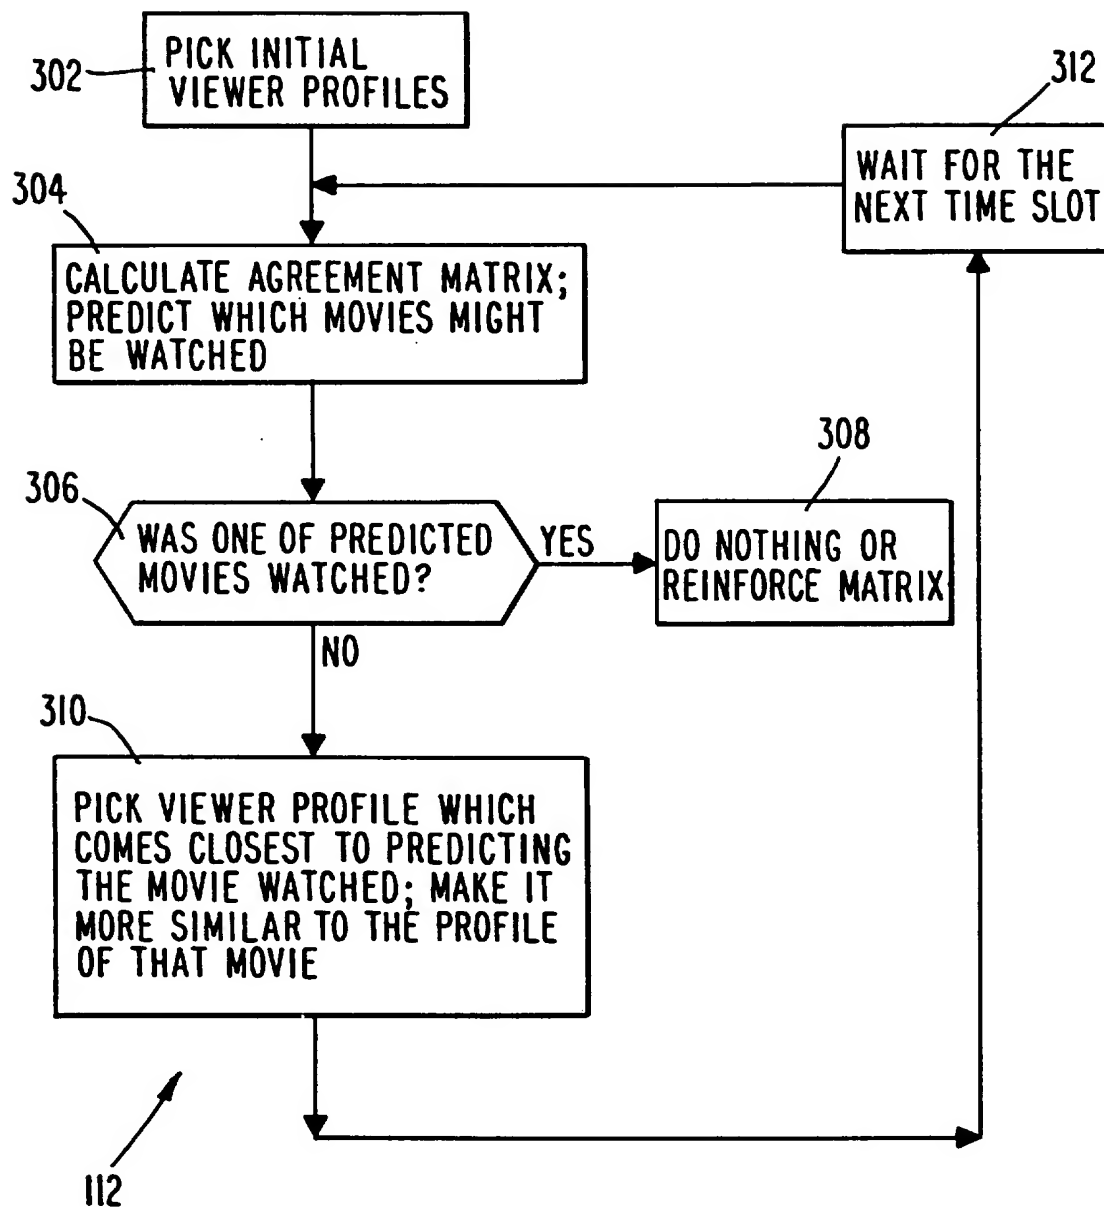 302
PICK INITIAL
VIEWER PROFILES
312
WAIT FOR THE
NEXT TIME SLOT
304
CALCULATE AGREEMENT MATRIX;
PREDICT WHICH MOVIES MIGHT
BE WATCHED
306
WAS ONE OF PREDICTED
MOVIES WATCHED?
YES
308
DO NOTHING OR
REINFORCE MATRIX
NO
310
PICK VIEWER PROFILE WHICH
COMES CLOSEST TO PREDICTING
THE MOVIE WATCHED; MAKE IT
MORE SIMILAR TO THE PROFILE
OF THAT MOVIE
112